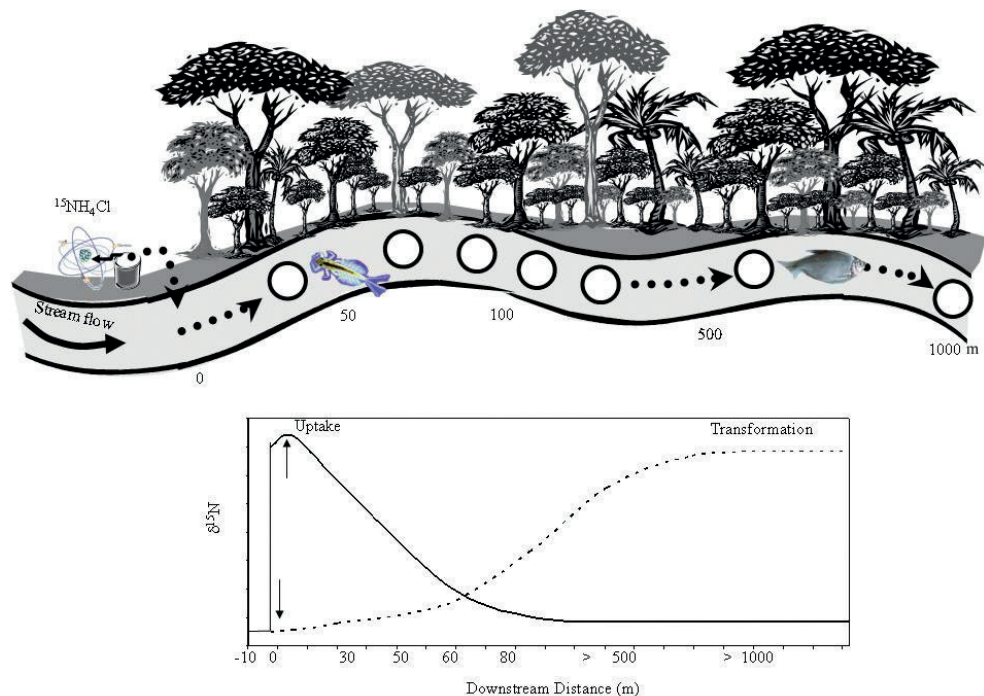 ¹⁵NH₄Cl
Stream flow
0
50
100
500
1000 m
Uptake
Transformation
δ¹⁵N
-10 0 30 50 60 80 > 500 > 1000
Downstream Distance (m)